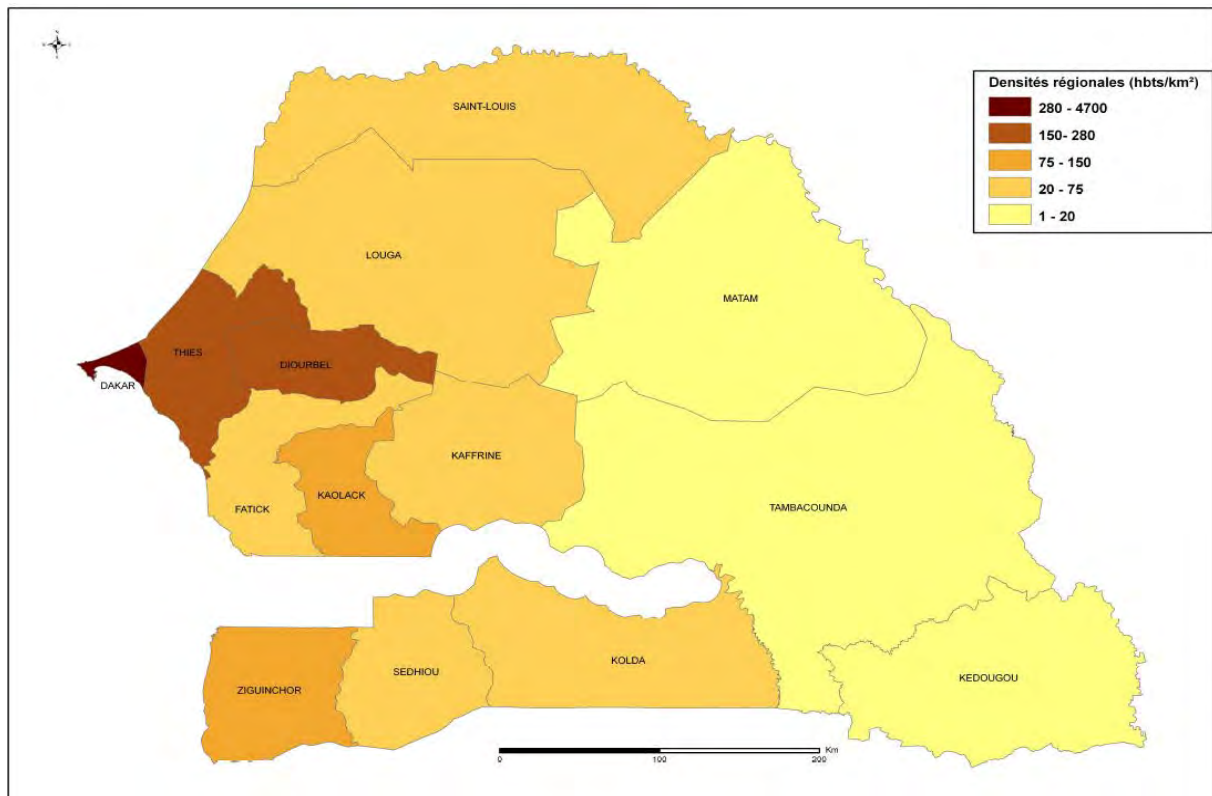 Densités régionales (hbts/km²)
280 - 4700
150- 280
75 - 150
20 - 75
1 - 20
SAINT-LOUIS
LOUGA
MATAM
THIES
DIOURBEL
DAKAR
KAFFRINE
KAOLACK
FATICK
TAMBACOUNDA
KOLDA
SEDHIOU
KEDOUGOU
ZIGUINCHOR
0 100 200 Km